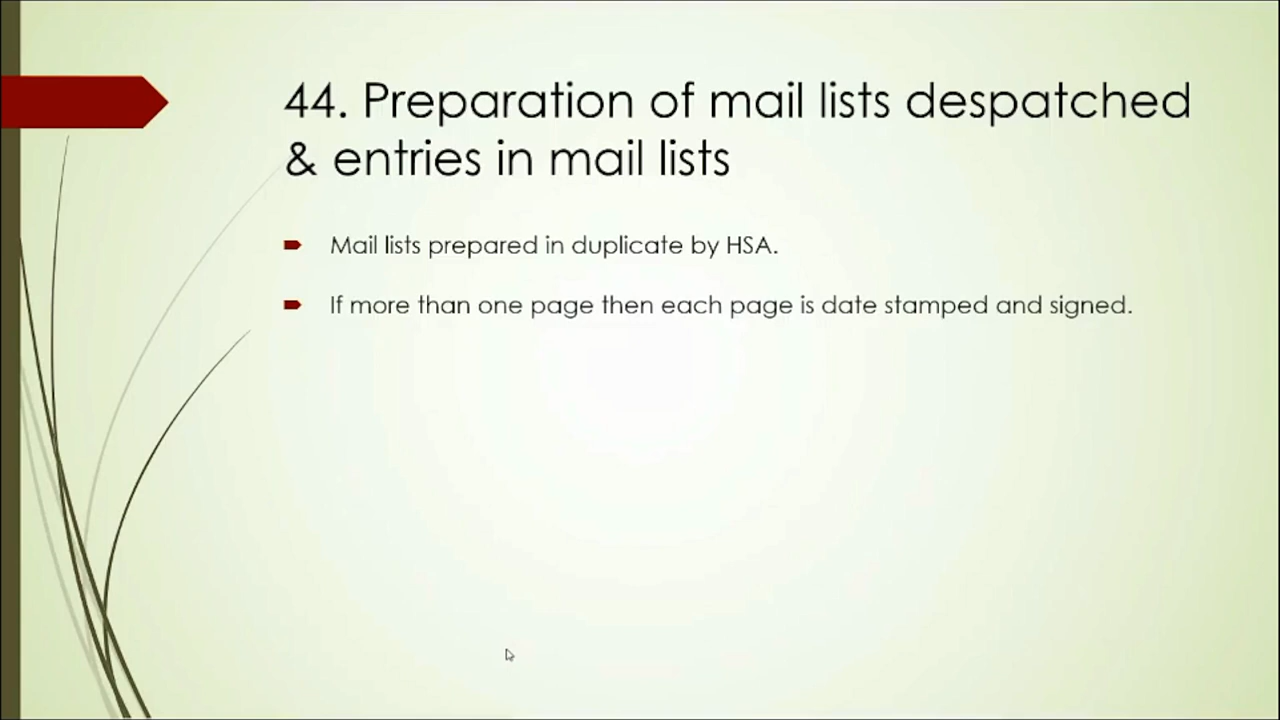 44. Preparation of mail lists despatched
& entries in mail lists
Mail lists prepared in duplicate by HSA.
If more than one page then each page is date stamped and signed.